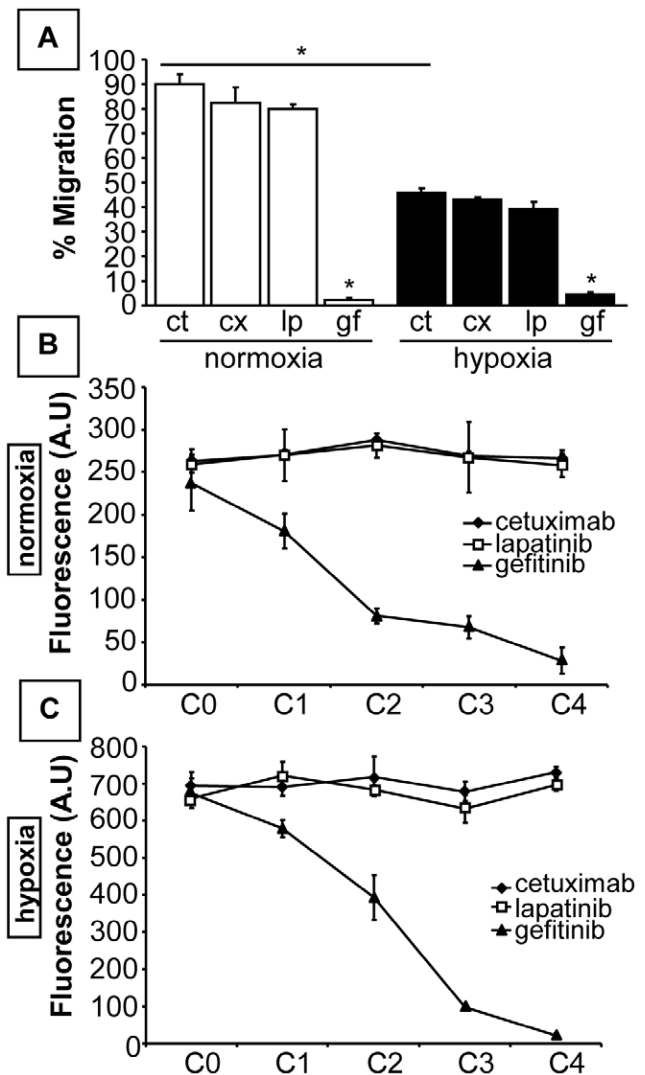 A
*
100
90
80
70
60
50
40
30
20
10
0
% Migration
*
*
ct cx lp gf ct cx lp gf
normoxia hypoxia
B
350
300
250
200
150
100
50
0
normoxia
Fluorescence (A.U)
cetuximab
lapatinib
gefitinib
C0 C1 C2 C3 C4
C
800
700
600
500
400
300
200
100
0
hypoxia
Fluorescence (A.U)
cetuximab
lapatinib
gefitinib
C0 C1 C2 C3 C4